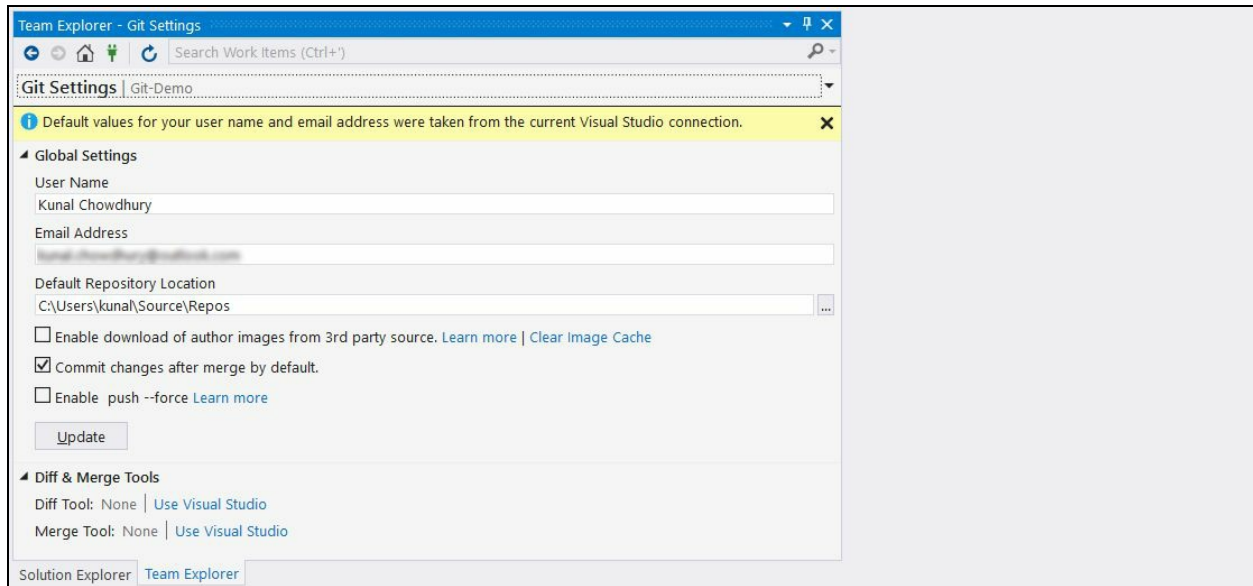 Team Explorer - Git Settings
Search Work Items (Ctrl+')
Git Settings | Git-Demo
Default values for your user name and email address were taken from the current Visual Studio connection.
Global Settings
User Name
Kunal Chowdhury
Email Address
Default Repository Location
C:\Users\kunal\Source\Repos
...
Enable download of author images from 3rd party source. Learn more | Clear Image Cache
Commit changes after merge by default.
Enable push --force Learn more
Update
Diff & Merge Tools
Diff Tool: None | Use Visual Studio
Merge Tool: None | Use Visual Studio
Solution Explorer Team Explorer